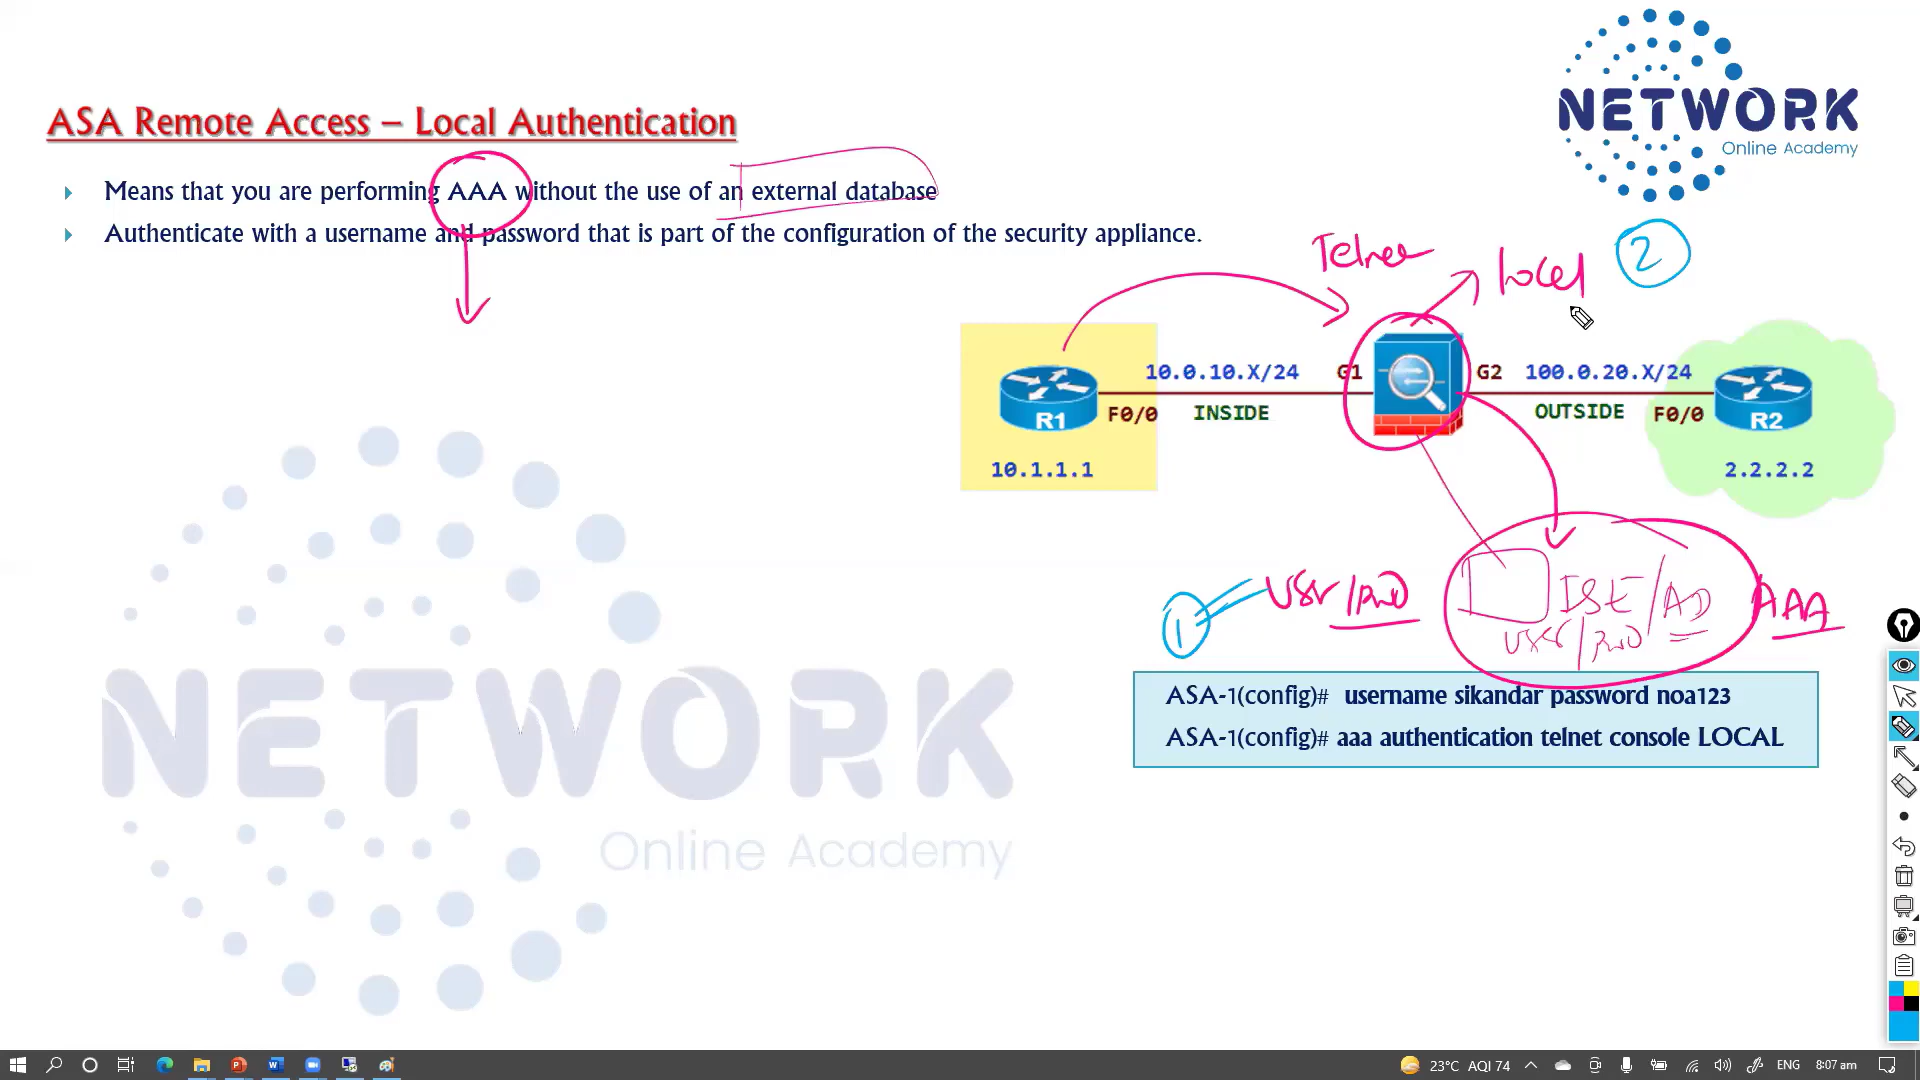 NETWORK
Online Academy
ASA Remote Access – Local Authentication
Means that you are performing AAA without the use of an external database
Authenticate with a username and password that is part of the configuration of the security appliance.
Telnet
Local
2
10.0.10.X/24
G1
G2
100.0.20.X/24
R1
F0/0
INSIDE
OUTSIDE
F0/0
R2
10.1.1.1
2.2.2.2
1
USR/PWD
ISE/AD
AAA
USER/PWD
ASA-1(config)# username sikandar password noa123
ASA-1(config)# aaa authentication telnet console LOCAL
NETWORK
Online Academy
23°C AQI 74
ENG
8:07 am